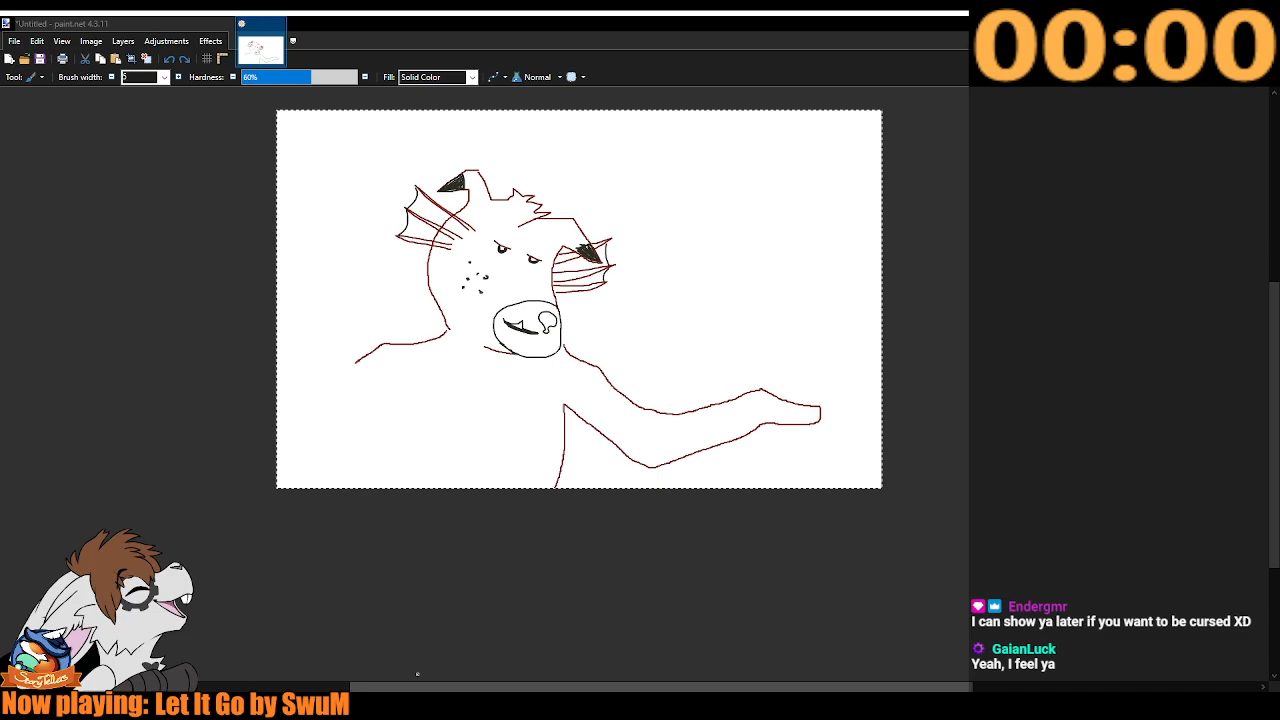 *Untitled - paint.net 4.3.11
00:00
File Edit View Image Layers Adjustments Effects
Tool: Brush width: 5 Hardness: 60% Fill: Solid Color Normal
Endergmr
I can show ya later if you want to be cursed XD
GaianLuck
Yeah, I feel ya
StoryTellers
Now playing: Let It Go by SwuM